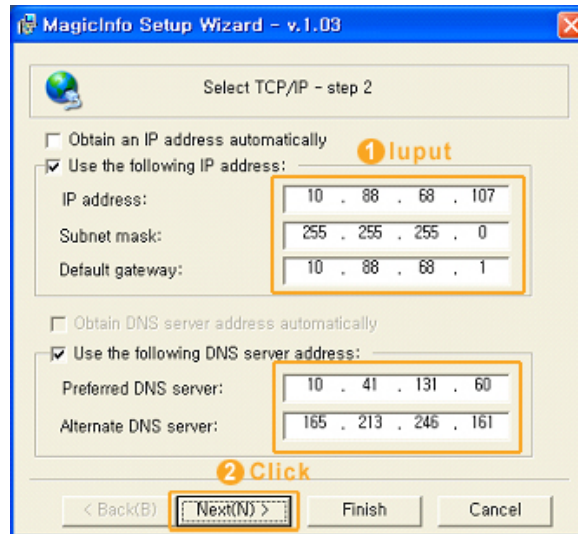 MagicInfo Setup Wizard - v.1.03
Select TCP/IP - step 2
Obtain an IP address automatically
1 Iuput
Use the following IP address:
IP address: 10 . 88 . 68 . 107
Subnet mask: 255 . 255 . 255 . 0
Default gateway: 10 . 88 . 68 . 1
Obtain DNS server address automatically
Use the following DNS server address:
Preferred DNS server: 10 . 41 . 131 . 60
Alternate DNS server: 165 . 213 . 246 . 161
2 Click
< Back(B) Next(N) > Finish Cancel